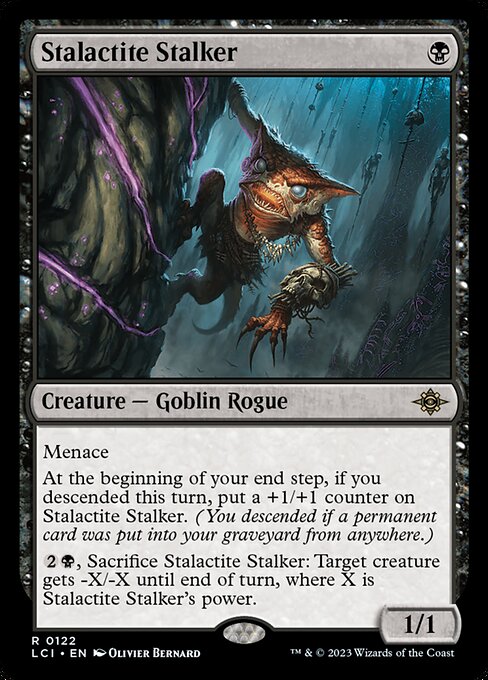 Stalactite Stalker
Creature — Goblin Rogue
Menace
At the beginning of your end step, if you
descended this turn, put a +1/+1 counter on
Stalactite Stalker. (You descended if a permanent
card was put into your graveyard from anywhere.)
2, Sacrifice Stalactite Stalker: Target creature
gets -X/-X until end of turn, where X is
Stalactite Stalker's power.
1/1
R 0122
LCI • EN Olivier Bernard
™ & © 2023 Wizards of the Coast